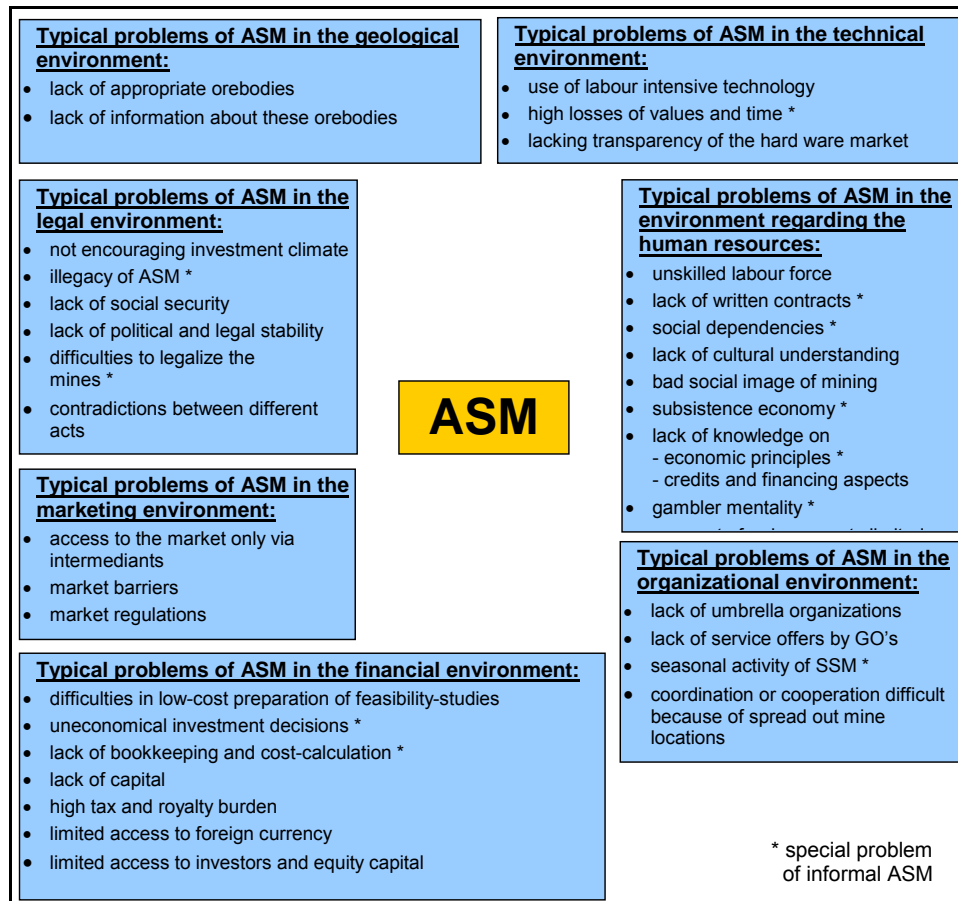 Typical problems of ASM in the geological
environment:
• lack of appropriate orebodies
• lack of information about these orebodies
Typical problems of ASM in the technical
environment:
• use of labour intensive technology
• high losses of values and time *
• lacking transparency of the hard ware market
Typical problems of ASM in the
legal environment:
• not encouraging investment climate
• illegacy of ASM *
• lack of social security
• lack of political and legal stability
• difficulties to legalize the
mines *
• contradictions between different
acts
Typical problems of ASM in the
environment regarding the
human resources:
• unskilled labour force
• lack of written contracts *
• social dependencies *
• lack of cultural understanding
• bad social image of mining
• subsistence economy *
• lack of knowledge on
- economic principles *
- credits and financing aspects
• gambler mentality *
ASM
Typical problems of ASM in the
marketing environment:
• access to the market only via
intermediants
• market barriers
• market regulations
Typical problems of ASM in the
organizational environment:
• lack of umbrella organizations
• lack of service offers by GO's
• seasonal activity of SSM *
• coordination or cooperation difficult
because of spread out mine
locations
Typical problems of ASM in the financial environment:
• difficulties in low-cost preparation of feasibility-studies
• uneconomical investment decisions *
• lack of bookkeeping and cost-calculation *
• lack of capital
• high tax and royalty burden
• limited access to foreign currency
• limited access to investors and equity capital
* special problem
of informal ASM